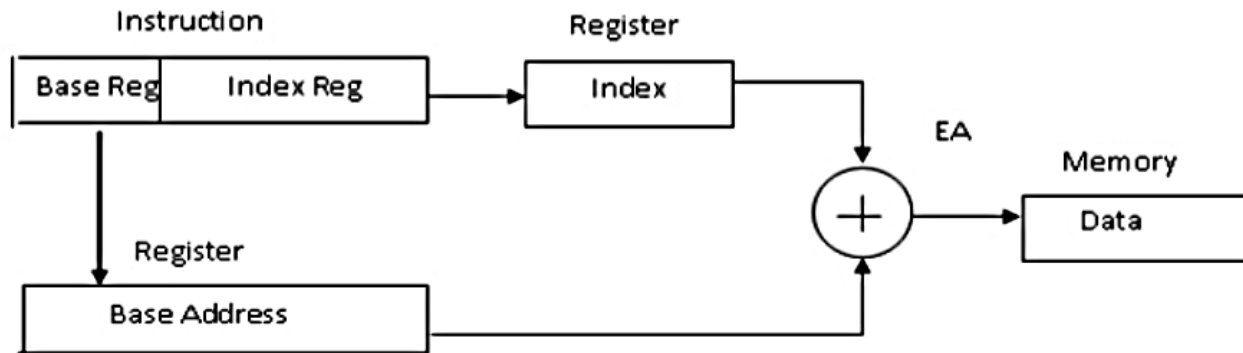 Instruction
Register
Base Reg
Index Reg
Index
EA
Memory
+
Data
Register
Base Address